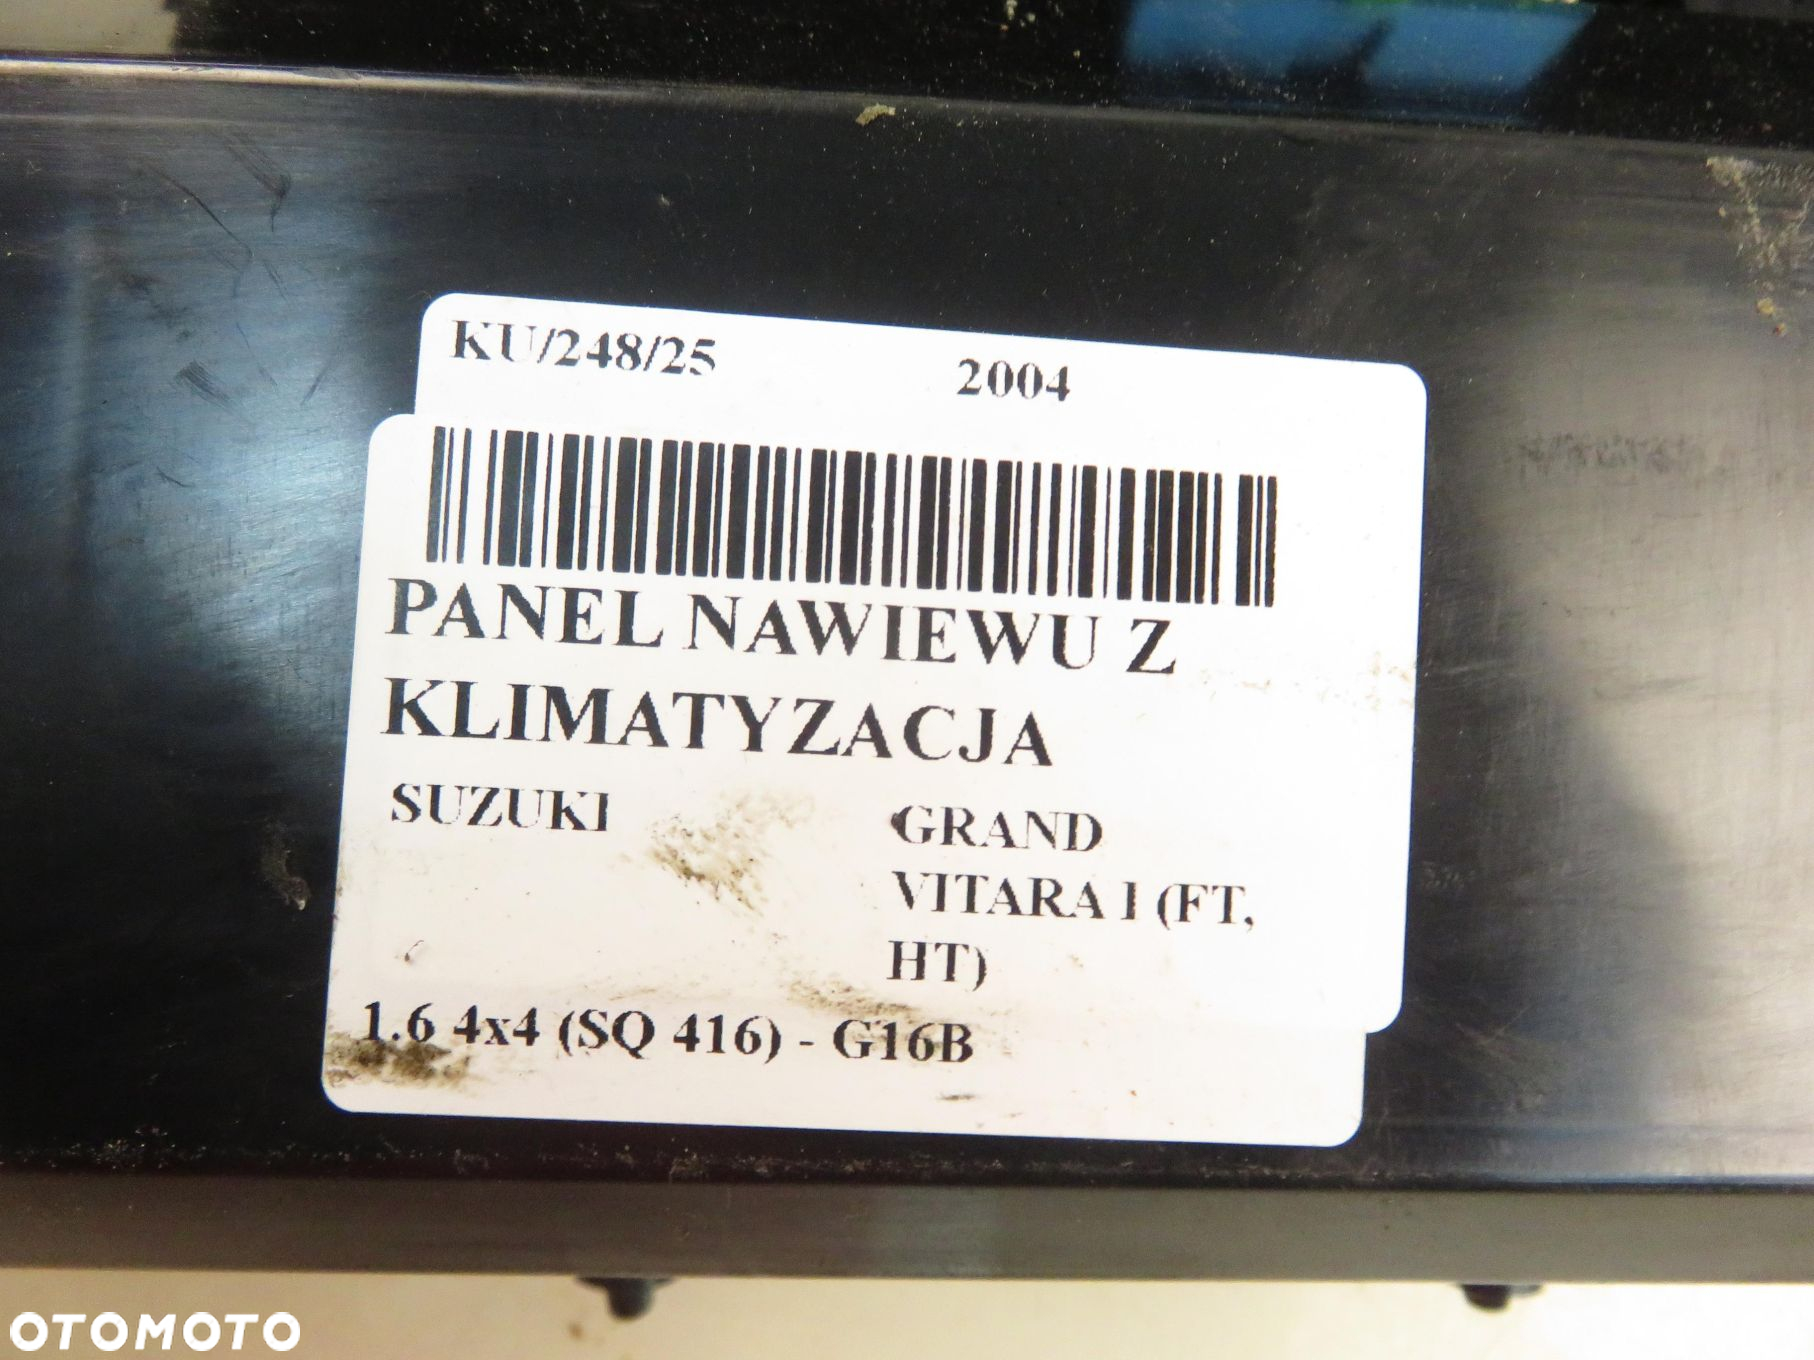 KU/248/25 2004
PANEL NAWIEWU Z
KLIMATYZACJA
SUZUKI GRAND
VITARA I (FT,
HT)
1.6 4x4 (SQ 416) - G16B
OTOMOTO